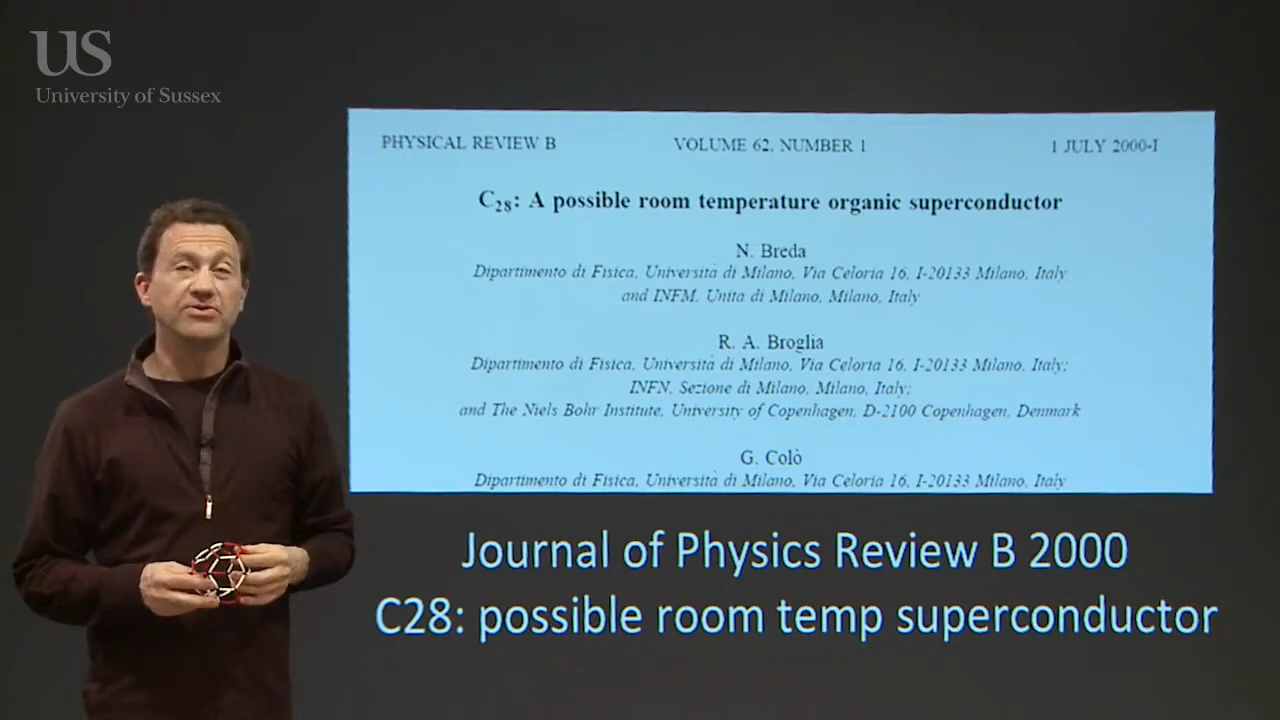 US
University of Sussex
PHYSICAL REVIEW B VOLUME 62, NUMBER 1 1 JULY 2000-I
C₂₈: A possible room temperature organic superconductor
N. Breda
Dipartimento di Fisica, Università di Milano, Via Celoria 16, I-20133 Milano, Italy
and INFM, Unita di Milano, Milano, Italy
R. A. Broglia
Dipartimento di Fisica, Università di Milano, Via Celoria 16, I-20133 Milano, Italy;
INFN, Sezione di Milano, Milano, Italy;
and The Niels Bohr Institute, University of Copenhagen, D-2100 Copenhagen, Denmark
G. Colò
Dipartimento di Fisica, Università di Milano, Via Celoria 16, I-20133 Milano, Italy
Journal of Physics Review B 2000
C28: possible room temp superconductor